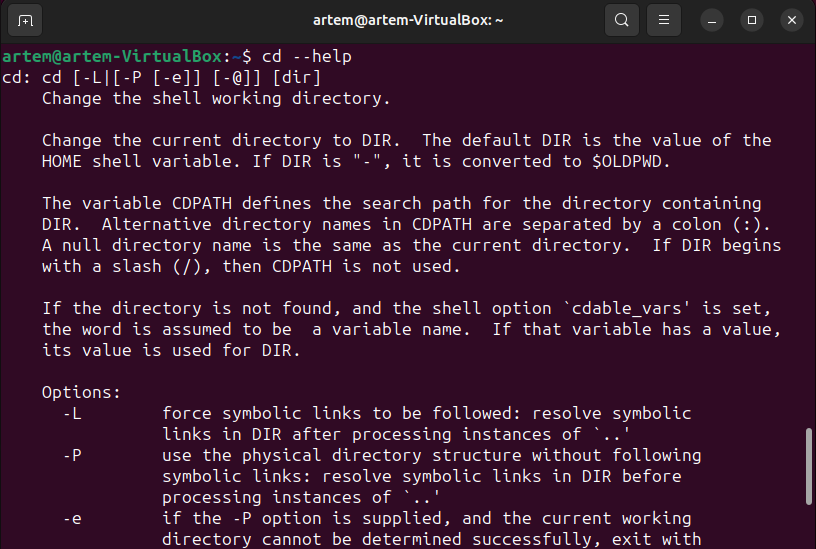 artem@artem-VirtualBox: ~
artem@artem-VirtualBox:~$ cd --help
cd: cd [-L|[-P [-e]] [-@]] [dir]
    Change the shell working directory.

    Change the current directory to DIR.  The default DIR is the value of the
    HOME shell variable. If DIR is "-", it is converted to $OLDPWD.

    The variable CDPATH defines the search path for the directory containing
    DIR.  Alternative directory names in CDPATH are separated by a colon (:).
    A null directory name is the same as the current directory.  If DIR begins
    with a slash (/), then CDPATH is not used.

    If the directory is not found, and the shell option `cdable_vars' is set,
    the word is assumed to be  a variable name.  If that variable has a value,
    its value is used for DIR.

    Options:
      -L        force symbolic links to be followed: resolve symbolic
                links in DIR after processing instances of `..'
      -P        use the physical directory structure without following
                symbolic links: resolve symbolic links in DIR before
                processing instances of `..'
      -e        if the -P option is supplied, and the current working
                directory cannot be determined successfully, exit with